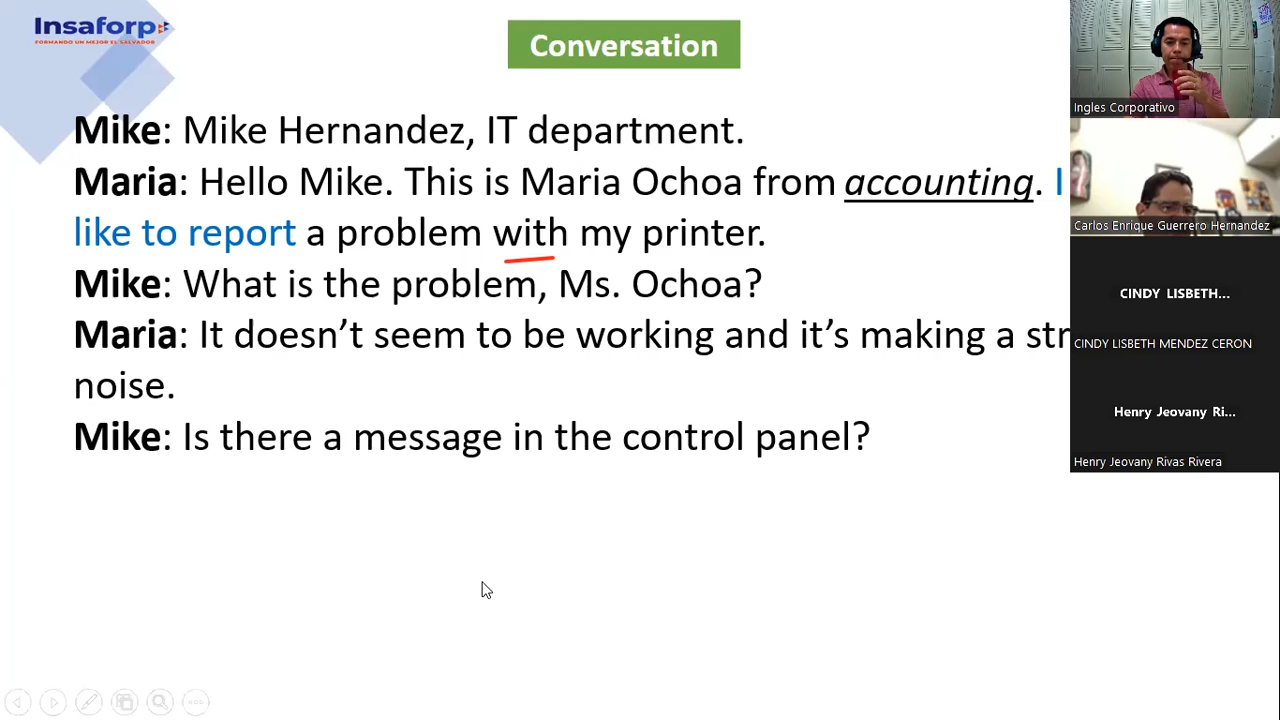 Insaforp
FORMANDO UN MEJOR EL SALVADOR
Conversation
Mike: Mike Hernandez, IT department.
Maria: Hello Mike. This is Maria Ochoa from accounting. I
like to report a problem with my printer.
Mike: What is the problem, Ms. Ochoa?
Maria: It doesn’t seem to be working and it’s making a str
noise.
Mike: Is there a message in the control panel?
Ingles Corporativo
Carlos Enrique Guerrero Hernandez
CINDY LISBETH...
CINDY LISBETH MENDEZ CERON
Henry Jeovany Ri...
Henry Jeovany Rivas Rivera